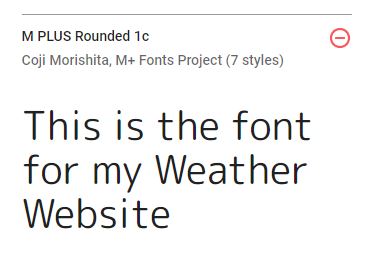 M PLUS Rounded 1c
Coji Morishita, M+ Fonts Project (7 styles)
This is the font
for my Weather
Website